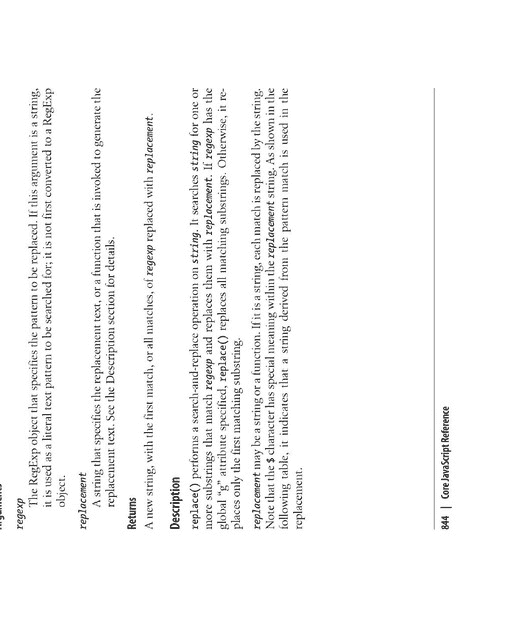 regexp
The RegExp object that specifies the pattern to be replaced. If this argument is a string,
it is used as a literal text pattern to be searched for; it is not first converted to a RegExp
object.
replacement
A string that specifies the replacement text, or a function that is invoked to generate the
replacement text. See the Description section for details.
Returns
A new string, with the first match, or all matches, of regexp replaced with replacement.
Description
replace() performs a search-and-replace operation on string. It searches string for one or
more substrings that match regexp and replaces them with replacement. If regexp has the
global “g” attribute specified, replace() replaces all matching substrings. Otherwise, it re-
places only the first matching substring.
replacement may be a string or a function. If it is a string, each match is replaced by the string.
Note that the $ character has special meaning within the replacement string. As shown in the
following table, it indicates that a string derived from the pattern match is used in the
replacement.
844 | Core JavaScript Reference